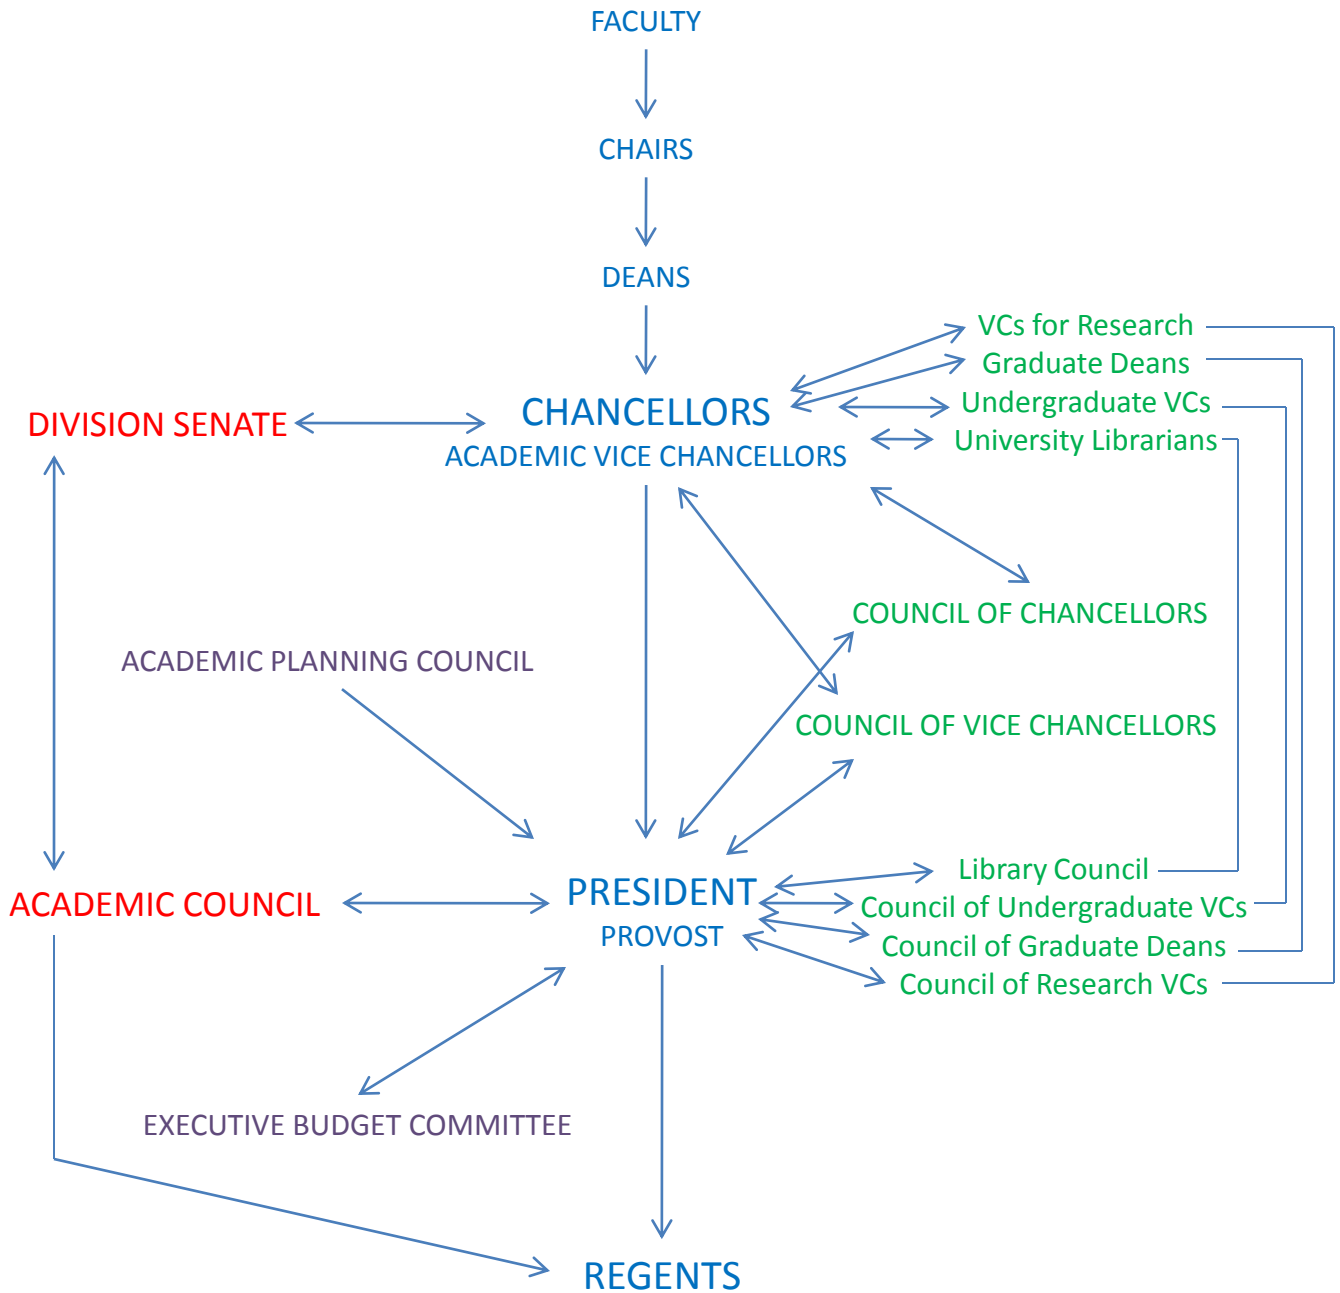 FACULTY
CHAIRS
DEANS
VCs for Research
Graduate Deans
CHANCELLORS
Undergraduate VCs
DIVISION SENATE
University Librarians
ACADEMIC VICE CHANCELLORS
COUNCIL OF CHANCELLORS
ACADEMIC PLANNING COUNCIL
COUNCIL OF VICE CHANCELLORS
Library Council
PRESIDENT
ACADEMIC COUNCIL
Council of Undergraduate VCs
PROVOST
Council of Graduate Deans
Council of Research VCs
EXECUTIVE BUDGET COMMITTEE
REGENTS